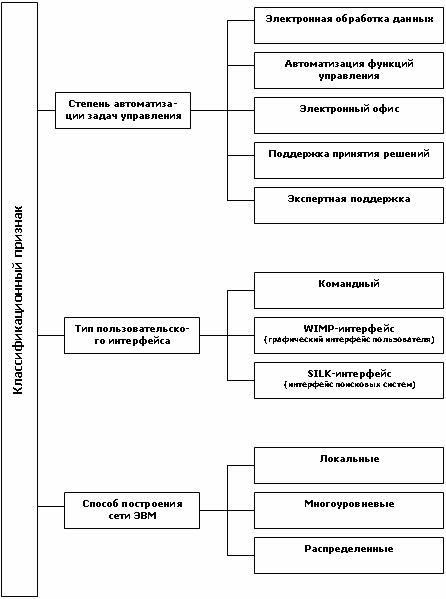 Классификационный признак
Степень автоматиза-
ции задач управления
Электронная обработка данных
Автоматизация функций
управления
Электронный офис
Поддержка принятия решений
Экспертная поддержка
Тип пользовательско-
го интерфейса
Командный
WIMP-интерфейс
(графический интерфейс пользователя)
SILK-интерфейс
(интерфейс поисковых систем)
Способ построения
сети ЭВМ
Локальные
Многоуровневые
Распределенные